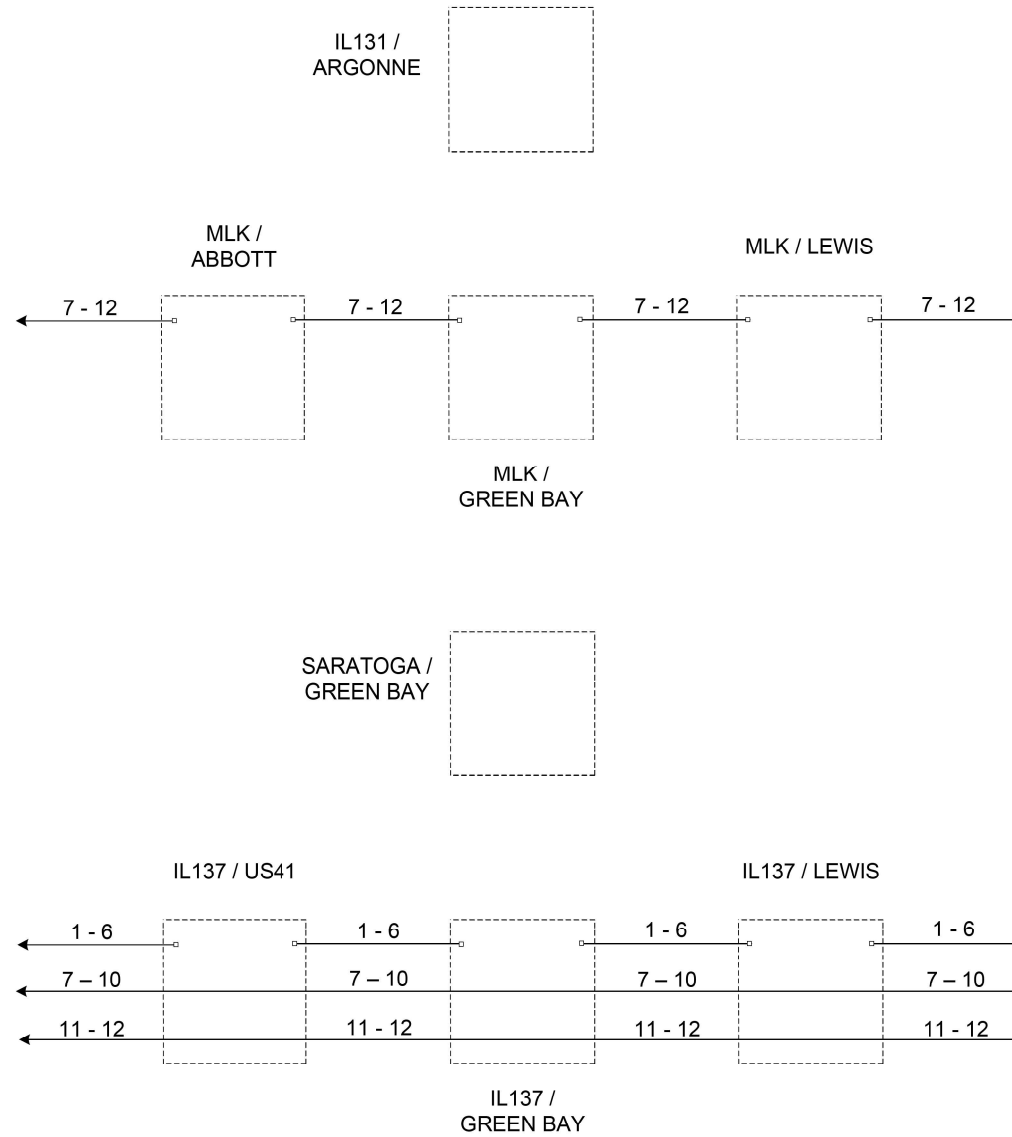 IL131 /
ARGONNE
MLK /
ABBOTT
MLK / LEWIS
7 - 12
7 - 12
7 - 12
7 - 12
MLK /
GREEN BAY
SARATOGA /
GREEN BAY
IL137 / US41
IL137 / LEWIS
1 - 6
1 - 6
1 - 6
1 - 6
7 – 10
7 – 10
7 – 10
7 – 10
11 - 12
11 - 12
11 - 12
11 - 12
IL137 /
GREEN BAY